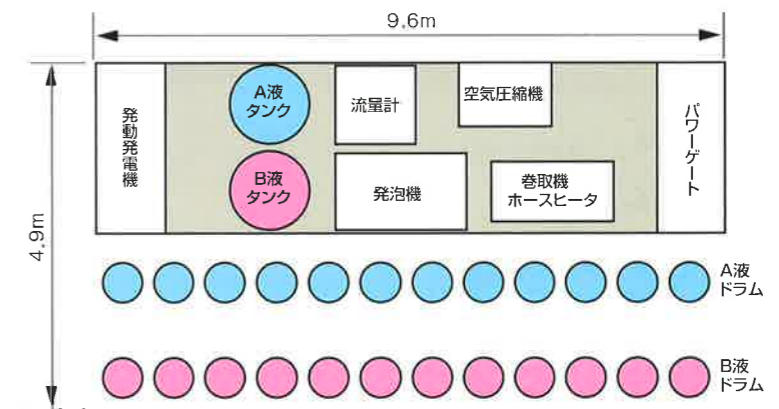 9.6m
4.9m
発動発電機
A液
タンク
流量計
空気圧縮機
パワーゲート
B液
タンク
発泡機
巻取機
ホースヒータ
A液
ドラム
B液
ドラム